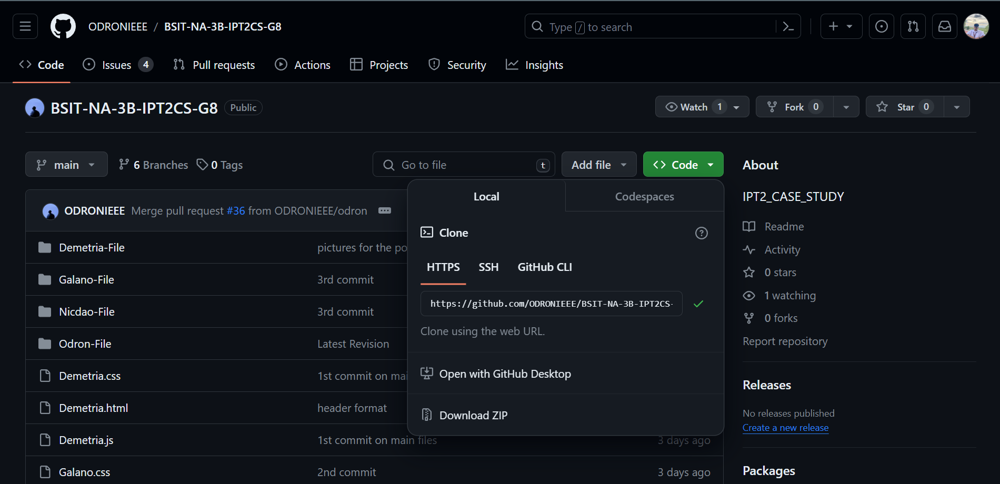 ODRONIEEE / BSIT-NA-3B-IPT2CS-G8
Type / to search
Code
Issues 4
Pull requests
Actions
Projects
Security
Insights
BSIT-NA-3B-IPT2CS-G8 Public
Watch 1
Fork 0
Star 0
main
6 Branches
0 Tags
Go to file t
Add file
Code
ODRONIEEE Merge pull request #36 from ODRONIEEE/odron
Demetria-File pictures for the po
Galano-File 3rd commit
Nicdao-File 3rd commit
Odron-File Latest Revision
Demetria.css 1st commit on mai
Demetria.html header format
Demetria.js 1st commit on main files 3 days ago
Galano.css 2nd commit 3 days ago
Local
Codespaces
Clone
HTTPS
SSH
GitHub CLI
https://github.com/ODRONIEEE/BSIT-NA-3B-IPT2CS-
Clone using the web URL.
Open with GitHub Desktop
Download ZIP
About
IPT2_CASE_STUDY
Readme
Activity
0 stars
1 watching
0 forks
Report repository
Releases
No releases published
Create a new release
Packages